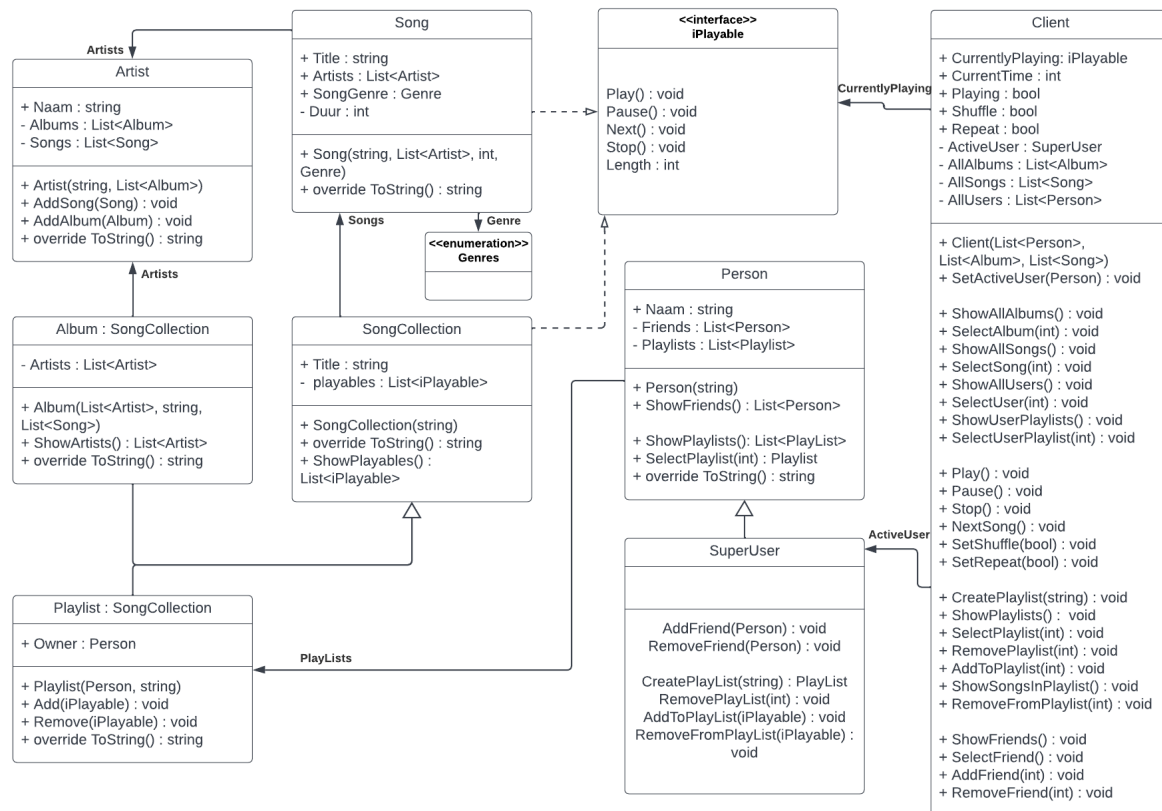 Song
+ Title : string
+ Artists : List<Artist>
+ SongGenre : Genre
- Duur : int
+ Song(string, List<Artist>, int,
Genre)
+ override ToString() : string
<<interface>>
iPlayable
Play() : void
Pause() : void
Next() : void
Stop() : void
Length : int
Client
+ CurrentlyPlaying: iPlayable
+ CurrentTime : int
+ Playing : bool
+ Shuffle : bool
+ Repeat : bool
- ActiveUser : SuperUser
- AllAlbums : List<Album>
- AllSongs : List<Song>
- AllUsers : List<Person>
+ Client(List<Person>,
List<Album>, List<Song>)
+ SetActiveUser(Person) : void
+ ShowAllAlbums() : void
+ SelectAlbum(int) : void
+ ShowAllSongs() : void
+ SelectSong(int) : void
+ ShowAllUsers() : void
+ SelectUser(int) : void
+ ShowUserPlaylists() : void
+ SelectUserPlaylist(int) : void
+ Play() : void
+ Pause() : void
+ Stop() : void
+ NextSong() : void
+ SetShuffle(bool) : void
+ SetRepeat(bool) : void
+ CreatePlaylist(string) : void
+ ShowPlaylists() : void
+ SelectPlaylist(int) : void
+ RemovePlaylist(int) : void
+ AddToPlaylist(int) : void
+ ShowSongsInPlaylist() : void
+ RemoveFromPlaylist(int) : void
+ ShowFriends() : void
+ SelectFriend() : void
+ AddFriend(int) : void
+ RemoveFriend(int) : void
Artists
CurrentlyPlaying
Artist
+ Naam : string
- Albums : List<Album>
- Songs : List<Song>
+ Artist(string, List<Album>)
+ AddSong(Song) : void
+ AddAlbum(Album) : void
+ override ToString() : string
Songs
Genre
<<enumeration>>
Genres
Artists
Person
+ Naam : string
- Friends : List<Person>
- Playlists : List<Playlist>
+ Person(string)
+ ShowFriends() : List<Person>
+ ShowPlaylists(): List<PlayList>
+ SelectPlaylist(int) : Playlist
+ override ToString() : string
Album : SongCollection
- Artists : List<Artist>
+ Album(List<Artist>, string,
List<Song>)
+ ShowArtists() : List<Artist>
+ override ToString() : string
SongCollection
+ Title : string
- playables : List<iPlayable>
+ SongCollection(string)
+ override ToString() : string
+ ShowPlayables() :
List<iPlayable>
ActiveUser
SuperUser
AddFriend(Person) : void
RemoveFriend(Person) : void
CreatePlayList(string) : PlayList
RemovePlayList(int) : void
AddToPlayList(iPlayable) : void
RemoveFromPlayList(iPlayable) :
void
Playlist : SongCollection
+ Owner : Person
+ Playlist(Person, string)
+ Add(iPlayable) : void
+ Remove(iPlayable) : void
+ override ToString() : string
PlayLists